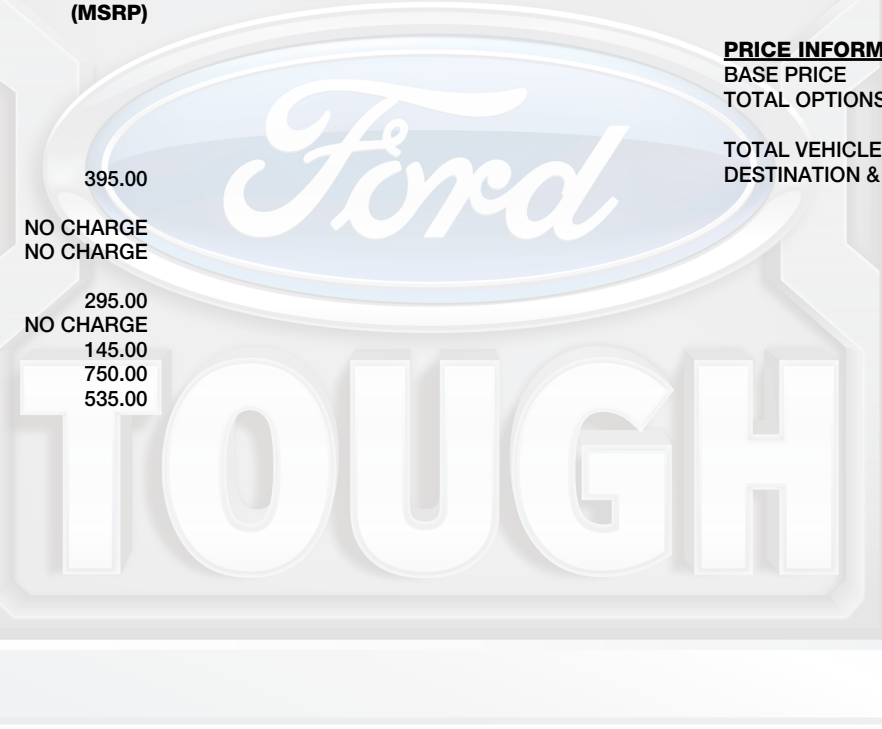 (MSRP)
395.00
NO CHARGE
NO CHARGE
295.00
NO CHARGE
145.00
750.00
535.00
PRICE INFORM
BASE PRICE
TOTAL OPTIONS
TOTAL VEHICLE
DESTINATION &
Ford
TOUGH